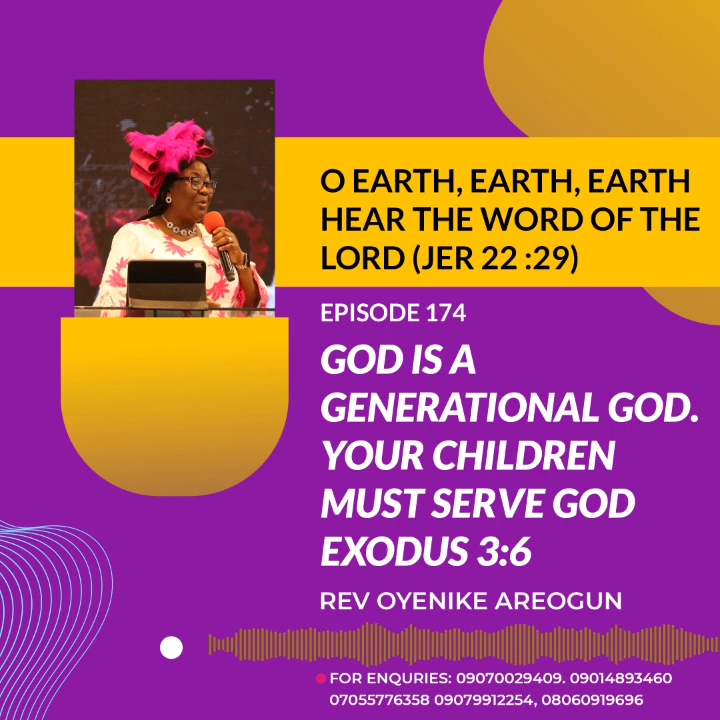 O EARTH, EARTH, EARTH
HEAR THE WORD OF THE
LORD (JER 22 :29)
EPISODE 174
GOD IS A
GENERATIONAL GOD.
YOUR CHILDREN
MUST SERVE GOD
EXODUS 3:6
REV OYENIKE AREOGUN
FOR ENQURIES: 09070029409. 09014893460
07055776358 09079912254, 08060919696